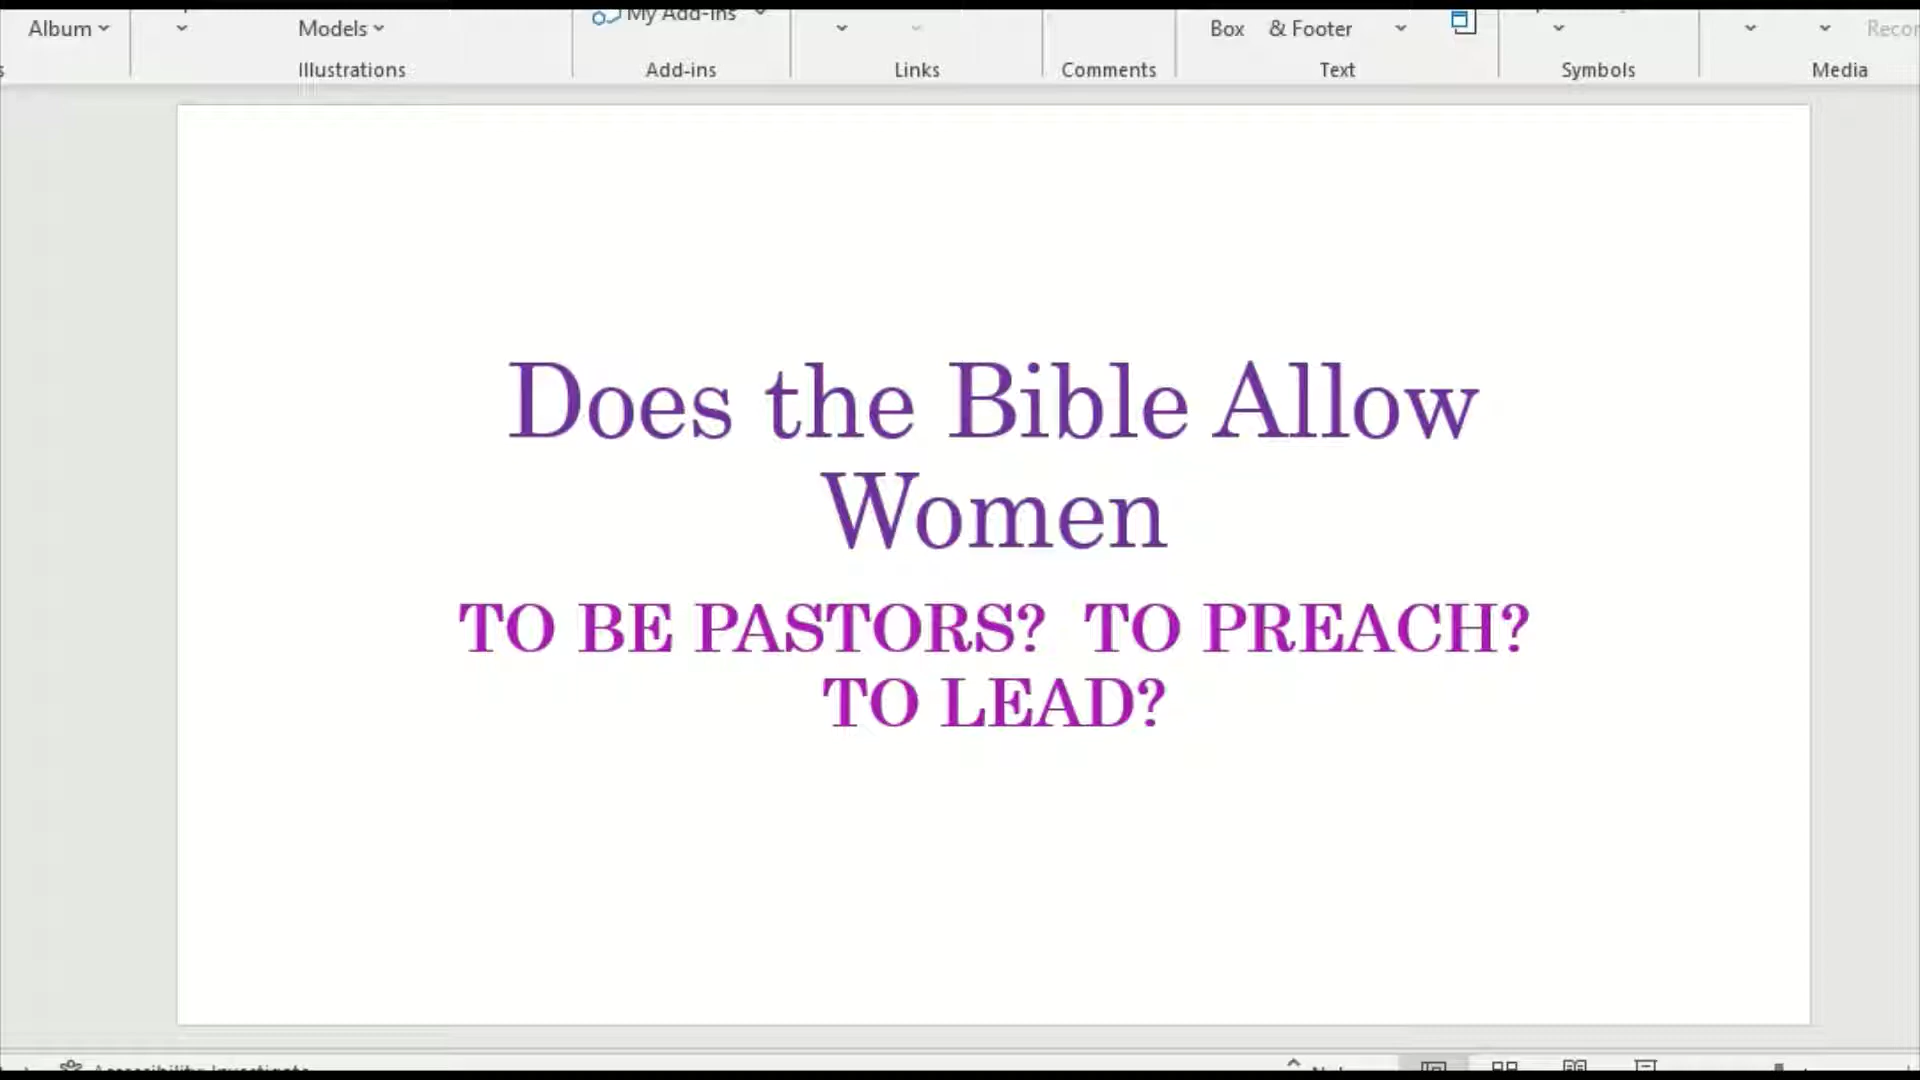 Album
Models
My Add-ins
Box & Footer
Illustrations
Add-ins
Links
Comments
Text
Symbols
Media
Does the Bible Allow
Women
TO BE PASTORS? TO PREACH?
TO LEAD?